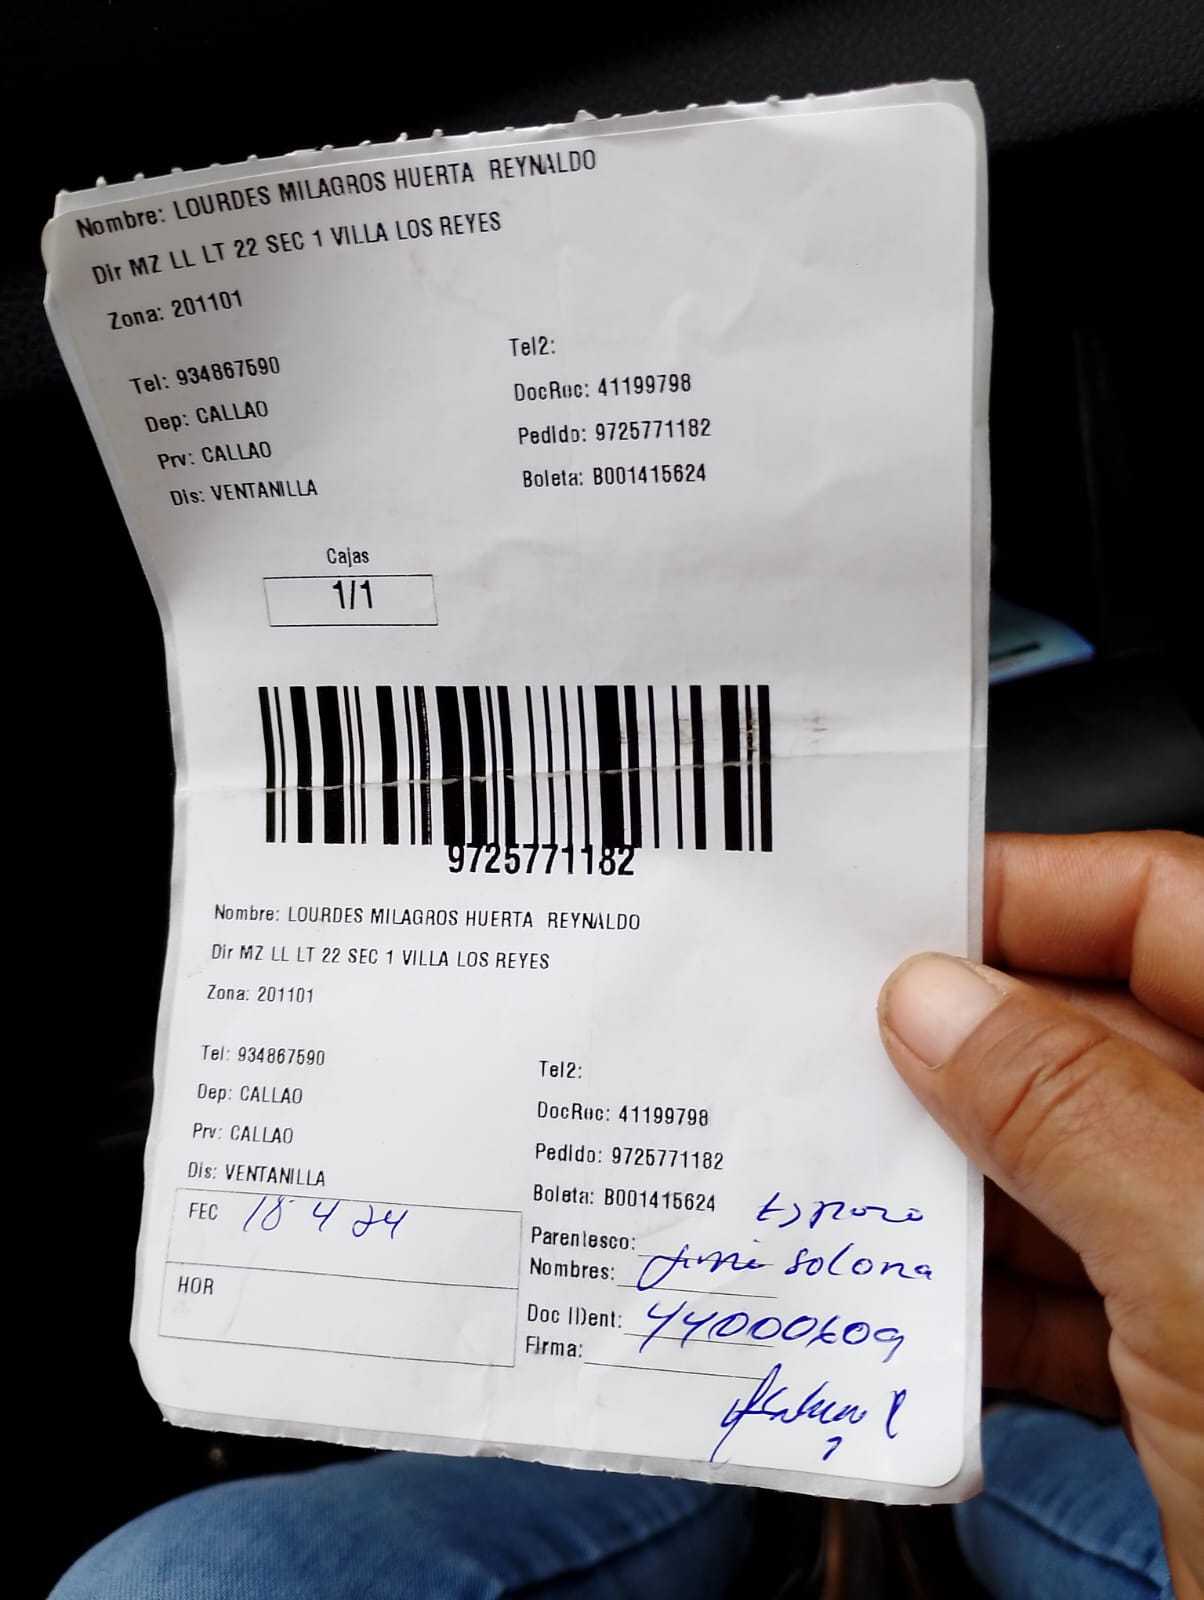 Nombre: LOURDES MILAGROS HUERTA REYNALDO
Dir MZ LL LT 22 SEC 1 VILLA LOS REYES
Zona: 201101
Tel: 934867590
Dep: CALLAO
Prv: CALLAO
Dis: VENTANILLA
Tel2:
DocRec: 41199798
Pedido: 9725771182
Boleta: B001415624
Cajas
1/1
9725771182
Nombre: LOURDES MILAGROS HUERTA REYNALDO
Dir MZ LL LT 22 SEC 1 VILLA LOS REYES
Zona: 201101
Tel: 934867590
Dep: CALLAO
Prv: CALLAO
Dis: VENTANILLA
FEC 18 4 24
HOR
Tel2:
DocRec: 41199798
Pedido: 9725771182
Boleta: B001415624
Parentesco: Esposo
Nombres: solona
Doc IDent: 44000609
Firma: